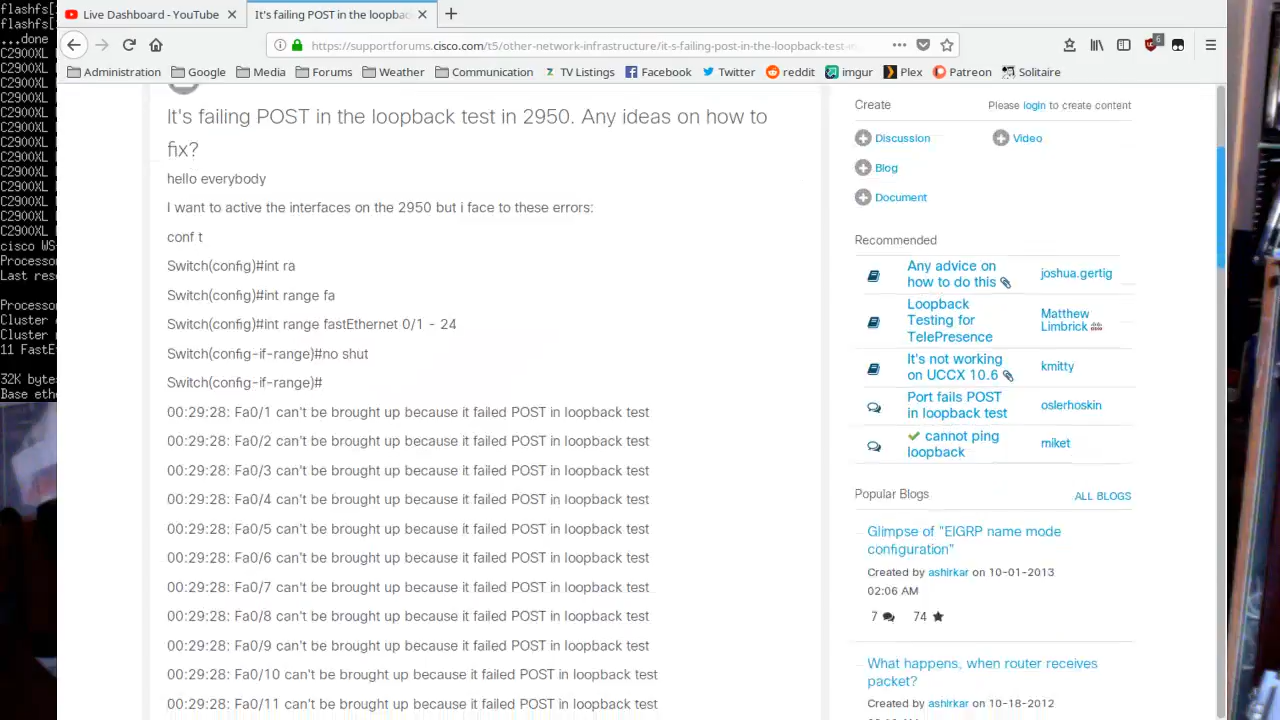 flashfs[
flashfs[
...done
C2900XL
C2900XL
C2900XL
C2900XL
C2900XL
C2900XL
C2900XL
C2900XL
C2900XL
C2900XL
C2900XL
C2900XL
C2900XL
cisco WS
Processo
Last res
Processo
Cluster
Cluster
11 FastE
32K byte
Base eth
Live Dashboard - YouTube
It's failing POST in the loopbac
https://supportforums.cisco.com/t5/other-network-infrastructure/it-s-failing-post-in-the-loopback-test-
6
Administration
Google
Media
Forums
Weather
Communication
TV Listings
Facebook
Twitter
reddit
imgur
Plex
Patreon
Solitaire
It's failing POST in the loopback test in 2950. Any ideas on how to
fix?
hello everybody
I want to active the interfaces on the 2950 but i face to these errors:
conf t
Switch(config)#int ra
Switch(config)#int range fa
Switch(config)#int range fastEthernet 0/1 - 24
Switch(config-if-range)#no shut
Switch(config-if-range)#
00:29:28: Fa0/1 can't be brought up because it failed POST in loopback test
00:29:28: Fa0/2 can't be brought up because it failed POST in loopback test
00:29:28: Fa0/3 can't be brought up because it failed POST in loopback test
00:29:28: Fa0/4 can't be brought up because it failed POST in loopback test
00:29:28: Fa0/5 can't be brought up because it failed POST in loopback test
00:29:28: Fa0/6 can't be brought up because it failed POST in loopback test
00:29:28: Fa0/7 can't be brought up because it failed POST in loopback test
00:29:28: Fa0/8 can't be brought up because it failed POST in loopback test
00:29:28: Fa0/9 can't be brought up because it failed POST in loopback test
00:29:28: Fa0/10 can't be brought up because it failed POST in loopback test
00:29:28: Fa0/11 can't be brought up because it failed POST in loopback test
Create
Please login to create content
Discussion
Video
Blog
Document
Recommended
Any advice on
how to do this
joshua.gertig
Loopback
Testing for
TelePresence
Matthew
Limbrick
It's not working
on UCCX 10.6
kmitty
Port fails POST
in loopback test
oslerhoskin
cannot ping
loopback
miket
Popular Blogs
ALL BLOGS
Glimpse of "EIGRP name mode
configuration"
Created by ashirkar on 10-01-2013
02:06 AM
7
74
What happens, when router receives
packet?
Created by ashirkar on 10-18-2012